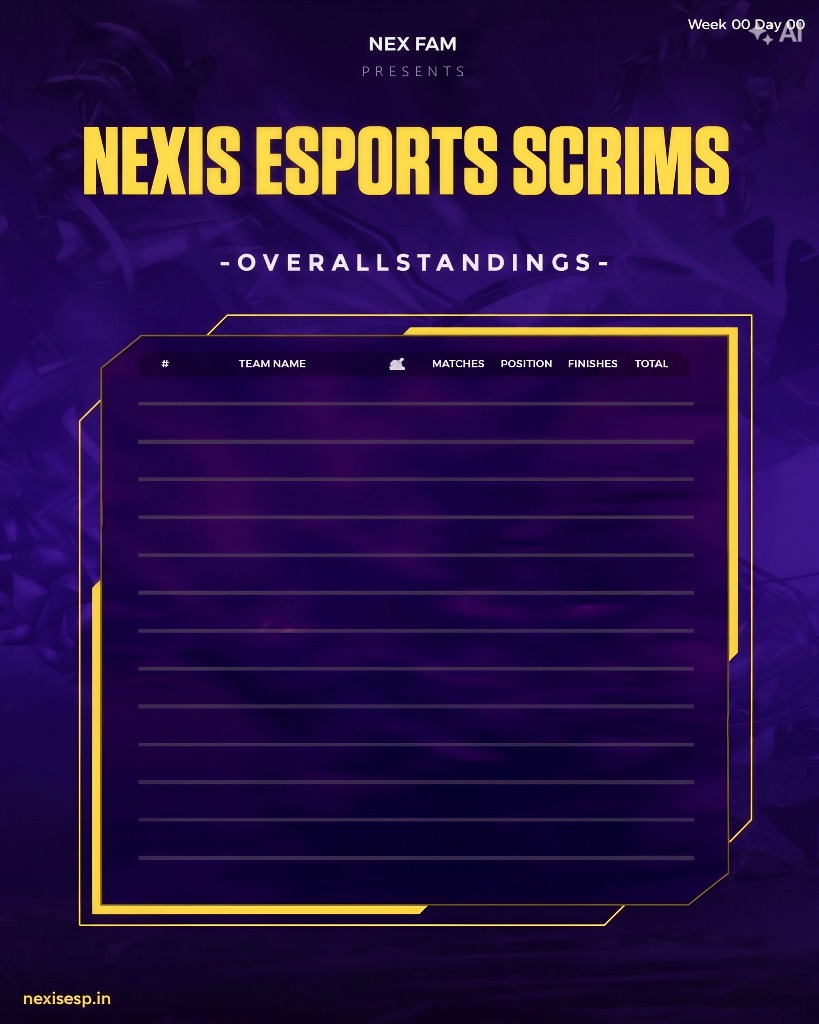 Week 00 Day 00
AI
NEX FAM
PRESENTS
NEXIS ESPORTS SCRIMS
-OVERALLSTANDINGS-
# TEAM NAME MATCHES POSITION FINISHES TOTAL
nexisesp.in